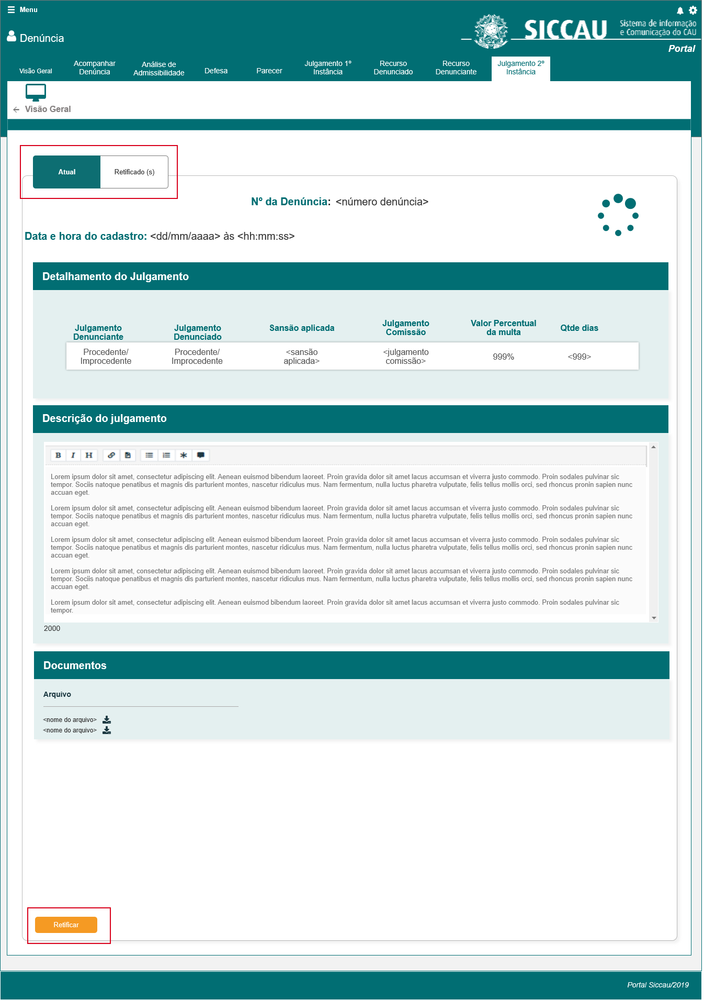 Menu
Denúncia
SICCAU
Sistema de informação
e Comunicação do CAU
Portal
Visão Geral
Acompanhar
Denúncia
Análise de
Admissibilidade
Defesa
Parecer
Julgamento 1º
Instância
Recurso
Denunciado
Recurso
Denunciante
Julgamento 2º
Instância
Visão Geral
Atual
Retificado (s)
Nº da Denúncia: <número denúncia>
Data e hora do cadastro: <dd/mm/aaaa> às <hh:mm:ss>
Detalhamento do Julgamento
Julgamento
Denunciante
Julgamento
Denunciado
Sansão aplicada
Julgamento
Comissão
Valor Percentual
da multa
Qtde dias
Procedente/
Improcedente
Procedente/
Improcedente
<sansão
aplicada>
<julgamento
comissão>
999%
<999>
Descrição do julgamento
B I H
Lorem ipsum dolor sit amet, consectetur adipiscing elit. Aenean euismod bibendum laoreet. Proin gravida dolor sit amet lacus accumsan et viverra justo commodo. Proin sodales pulvinar sic
tempor. Sociis natoque penatibus et magnis dis parturient montes, nascetur ridiculus mus. Nam fermentum, nulla luctus pharetra vulputate, felis tellus mollis orci, sed rhoncus pronin sapien nunc
accuan eget.
Lorem ipsum dolor sit amet, consectetur adipiscing elit. Aenean euismod bibendum laoreet. Proin gravida dolor sit amet lacus accumsan et viverra justo commodo. Proin sodales pulvinar sic
tempor. Sociis natoque penatibus et magnis dis parturient montes, nascetur ridiculus mus. Nam fermentum, nulla luctus pharetra vulputate, felis tellus mollis orci, sed rhoncus pronin sapien nunc
accuan eget.
Lorem ipsum dolor sit amet, consectetur adipiscing elit. Aenean euismod bibendum laoreet. Proin gravida dolor sit amet lacus accumsan et viverra justo commodo. Proin sodales pulvinar sic
tempor. Sociis natoque penatibus et magnis dis parturient montes, nascetur ridiculus mus. Nam fermentum, nulla luctus pharetra vulputate, felis tellus mollis orci, sed rhoncus pronin sapien nunc
accuan eget.
Lorem ipsum dolor sit amet, consectetur adipiscing elit. Aenean euismod bibendum laoreet. Proin gravida dolor sit amet lacus accumsan et viverra justo commodo. Proin sodales pulvinar sic
tempor. Sociis natoque penatibus et magnis dis parturient montes, nascetur ridiculus mus. Nam fermentum, nulla luctus pharetra vulputate, felis tellus mollis orci, sed rhoncus pronin sapien nunc
accuan eget.
Lorem ipsum dolor sit amet, consectetur adipiscing elit. Aenean euismod bibendum laoreet. Proin gravida dolor sit amet lacus accumsan et viverra justo commodo. Proin sodales pulvinar sic
tempor.
2000
Documentos
Arquivo
<nome do arquivo>
<nome do arquivo>
Retificar
Portal Siccau/2019